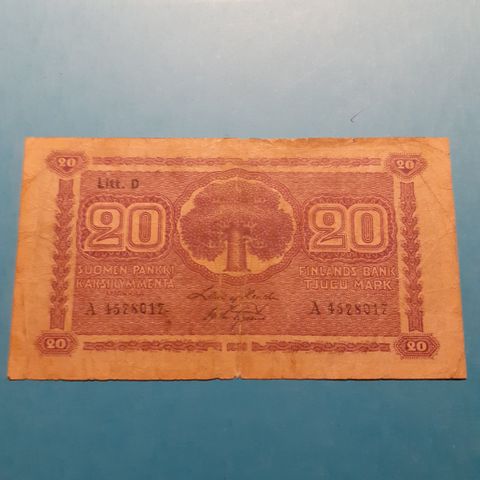 20 20
Litt. D
20 20
SUOMEN PANKKI FINLANDS BANK
KAKSIKYMMENTÄ TJUGU MARK
A 4528017 A 4528017
20 20